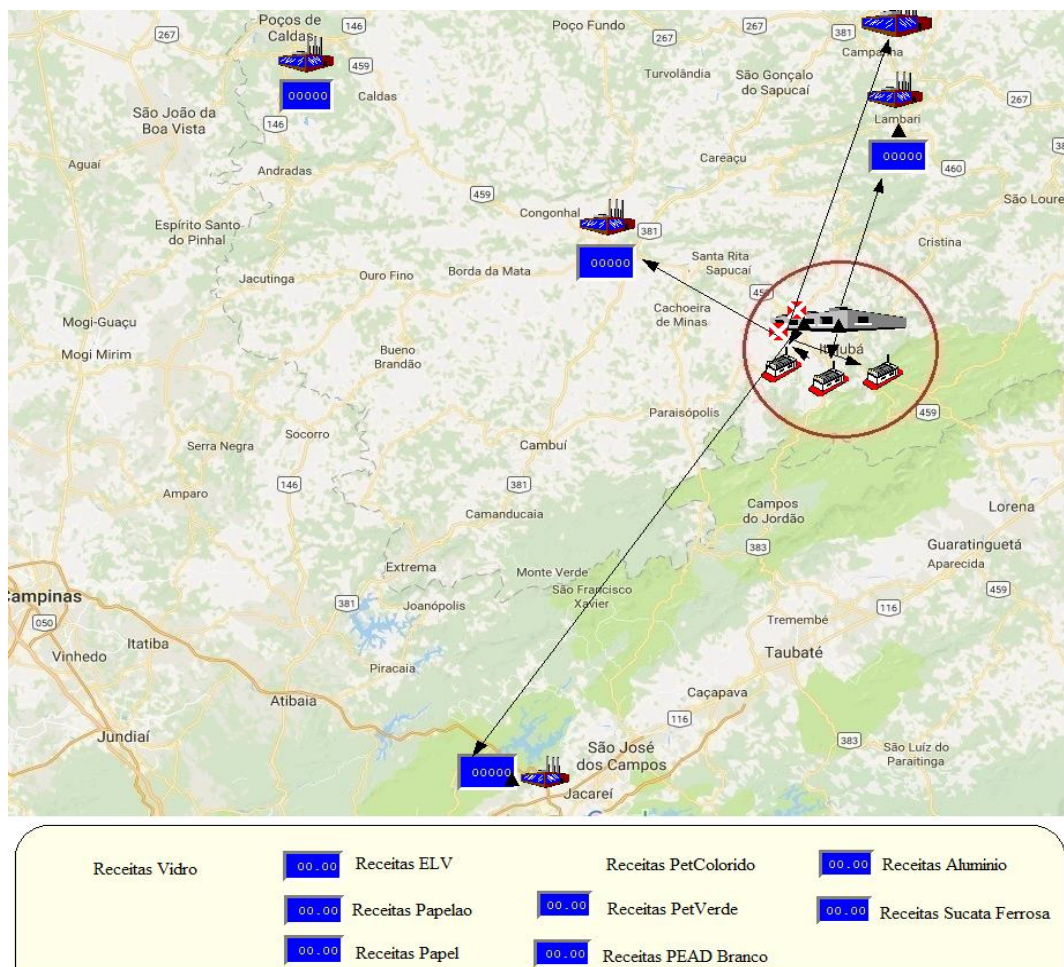 Poços de
Caldas
146
Poço Fundo
267
267
381
267
Campanha
459
Turvolândia
São Gonçalo
do Sapucaí
00000
Caldas
267
São João da
Boa Vista
146
Lambari
Aguaí
Careaçu
00000
460
Andradas
459
São Loure
Espírito Santo
do Pinhal
Congonhal
381
Cristina
00000
Santa Rita
Sapucaí
Jacutinga
Ouro Fino
Borda da Mata
Cachoeira
de Minas
Mogi-Guaçu
Mogi Mirim
Bueno
Brandão
Itajubá
Paraisópolis
459
Serra Negra
Socorro
Cambuí
146
381
Amparo
Camanducaia
Campos
do Jordão
Lorena
383
Guaratinguetá
Aparecida
Extrema
Monte Verde
São Francisco
Xavier
459
Campinas
381
Joanópolis
116
050
Tremembé
Itatiba
Vinhedo
Piracaia
Taubaté
Atibaia
Caçapava
116
Jundiaí
383
São José
dos Campos
São Luíz do
Paraitinga
00000
Jacareí
Receitas Vidro
00.00 Receitas ELV
Receitas PetColorido
00.00 Receitas Aluminio
00.00 Receitas Papelao
00.00 Receitas PetVerde
00.00 Receitas Sucata Ferrosa
00.00 Receitas Papel
00.00 Receitas PEAD Branco